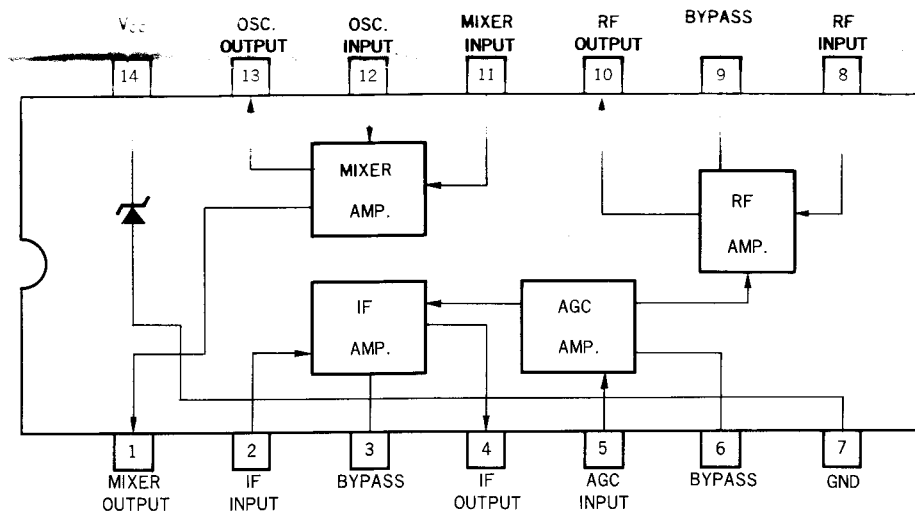 VCC
OSC.
OUTPUT
OSC.
INPUT
MIXER
INPUT
RF
OUTPUT
BYPASS
RF
INPUT
14
13
12
11
10
9
8
MIXER
AMP.
RF
AMP.
IF
AMP.
AGC
AMP.
1
2
3
4
5
6
7
MIXER
OUTPUT
IF
INPUT
BYPASS
IF
OUTPUT
AGC
INPUT
BYPASS
GND